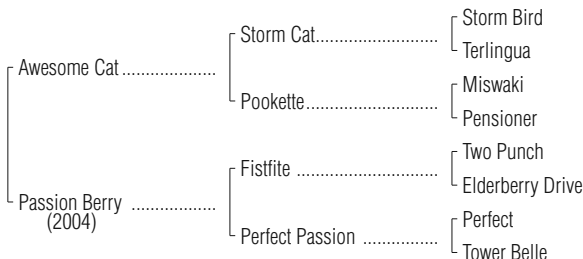 Storm Bird
Storm Cat..............................
Terlingua
Awesome Cat .......................
Miswaki
Pookette................................
Pensioner
Two Punch
Fistfite ..................................
Elderberry Drive
Passion Berry .....................
(2004)
Perfect
Perfect Passion ..................
Tower Belle